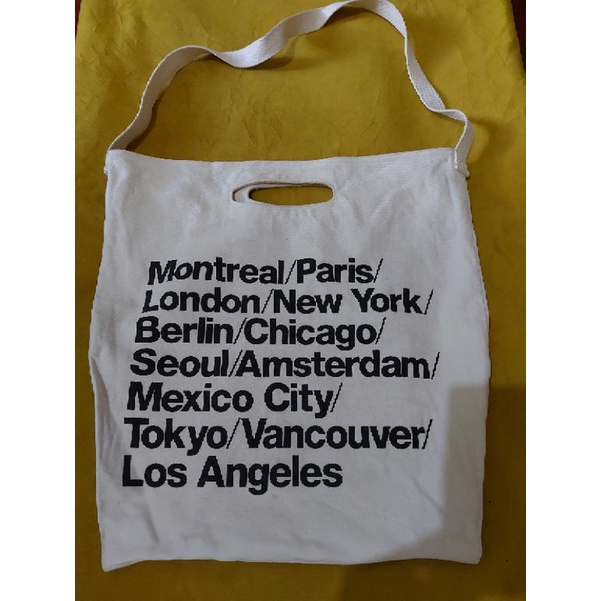 Montreal/Paris/
London/New York/
Berlin/Chicago/
Seoul/Amsterdam/
Mexico City/
Tokyo/Vancouver/
Los Angeles